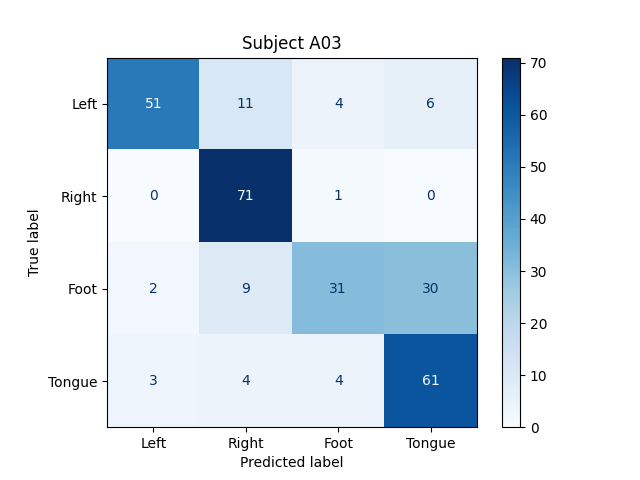 Subject A03
True label
Left 51 11 4 6
Right 0 71 1 0
Foot 2 9 31 30
Tongue 3 4 4 61
Left Right Foot Tongue
Predicted label
70
60
50
40
30
20
10
0